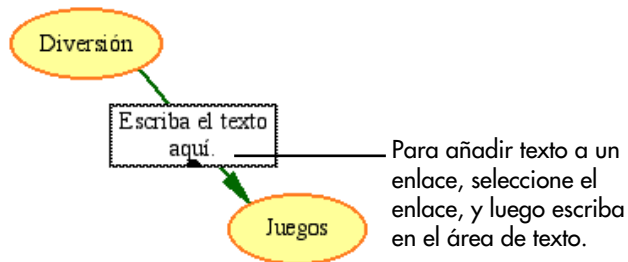 Diversión
Escriba el texto
aquí.
Para añadir texto a un
enlace, seleccione el
enlace, y luego escriba
en el área de texto.
Juegos